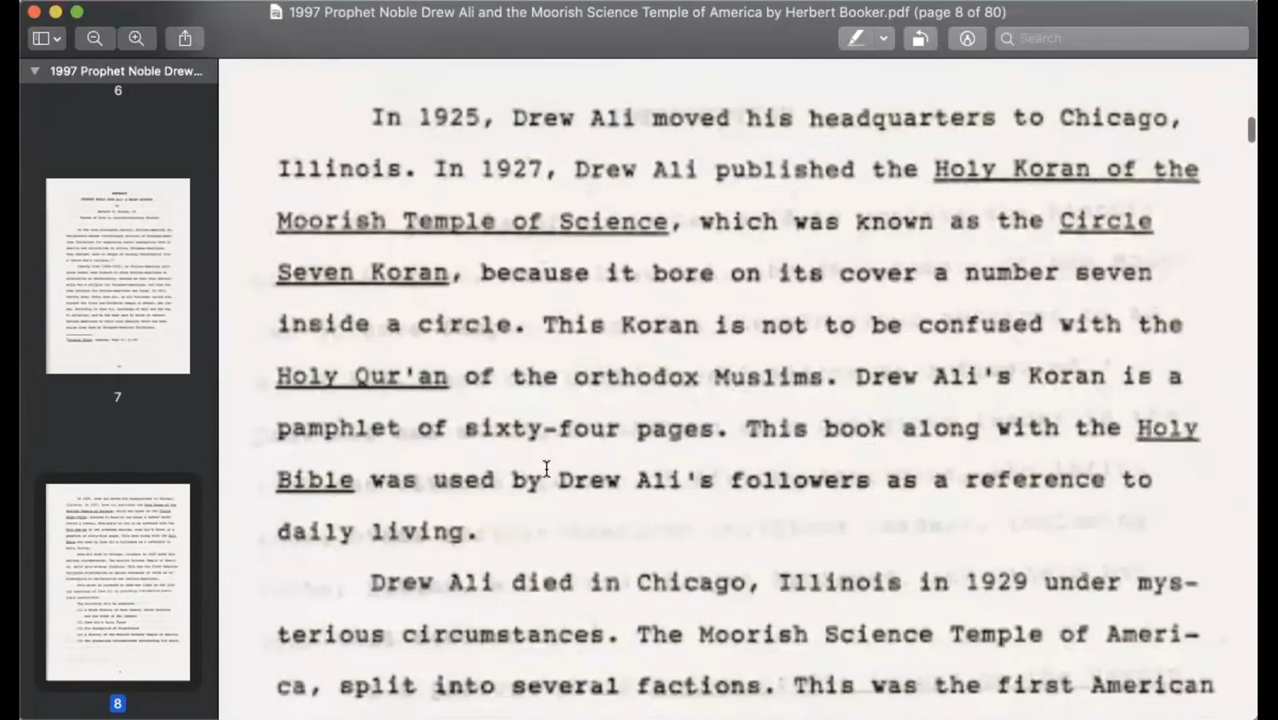 1997 Prophet Noble Drew Ali and the Moorish Science Temple of America by Herbert Booker.pdf (page 8 of 80)
Search
1997 Prophet Noble Drew...
6
7
8
In 1925, Drew Ali moved his headquarters to Chicago,
Illinois. In 1927, Drew Ali published the Holy Koran of the
Moorish Temple of Science, which was known as the Circle
Seven Koran, because it bore on its cover a number seven
inside a circle. This Koran is not to be confused with the
Holy Qur'an of the orthodox Muslims. Drew Ali's Koran is a
pamphlet of sixty-four pages. This book along with the Holy
Bible was used by Drew Ali's followers as a reference to
daily living.
Drew Ali died in Chicago, Illinois in 1929 under mys-
terious circumstances. The Moorish Science Temple of Ameri-
ca, split into several factions. This was the first American